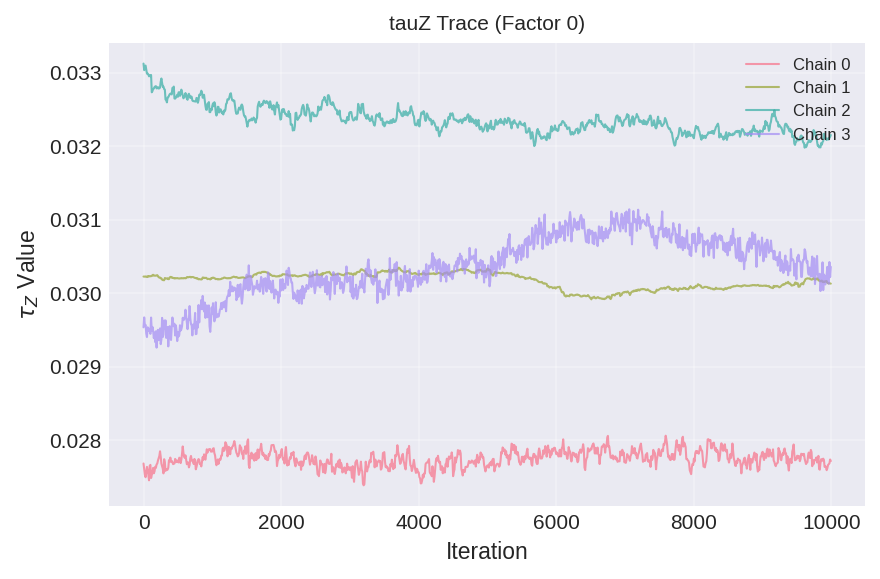 tauZ Trace (Factor 0)
Chain 0
Chain 1
Chain 2
Chain 3
0.033
0.032
0.031
0.030
0.029
0.028
τZ Value
0 2000 4000 6000 8000 10000
Iteration